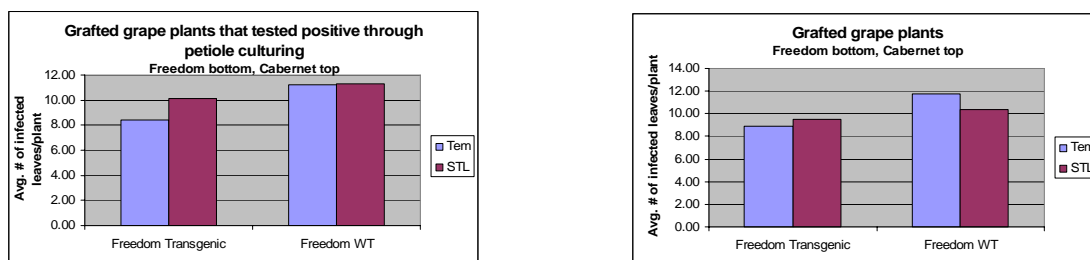 Grafted grape plants that tested positive through
petiole culturing
Freedom bottom, Cabernet top
Avg. # of infected
leaves/plant
12.00
10.00
8.00
6.00
4.00
2.00
0.00
Freedom Transgenic
Freedom WT
Tem
STL
Grafted grape plants
Freedom bottom, Cabernet top
Avg. # of infected leaves/plant
14.00
12.00
10.00
8.00
6.00
4.00
2.00
0.00
Freedom Transgenic
Freedom WT
Tem
STL